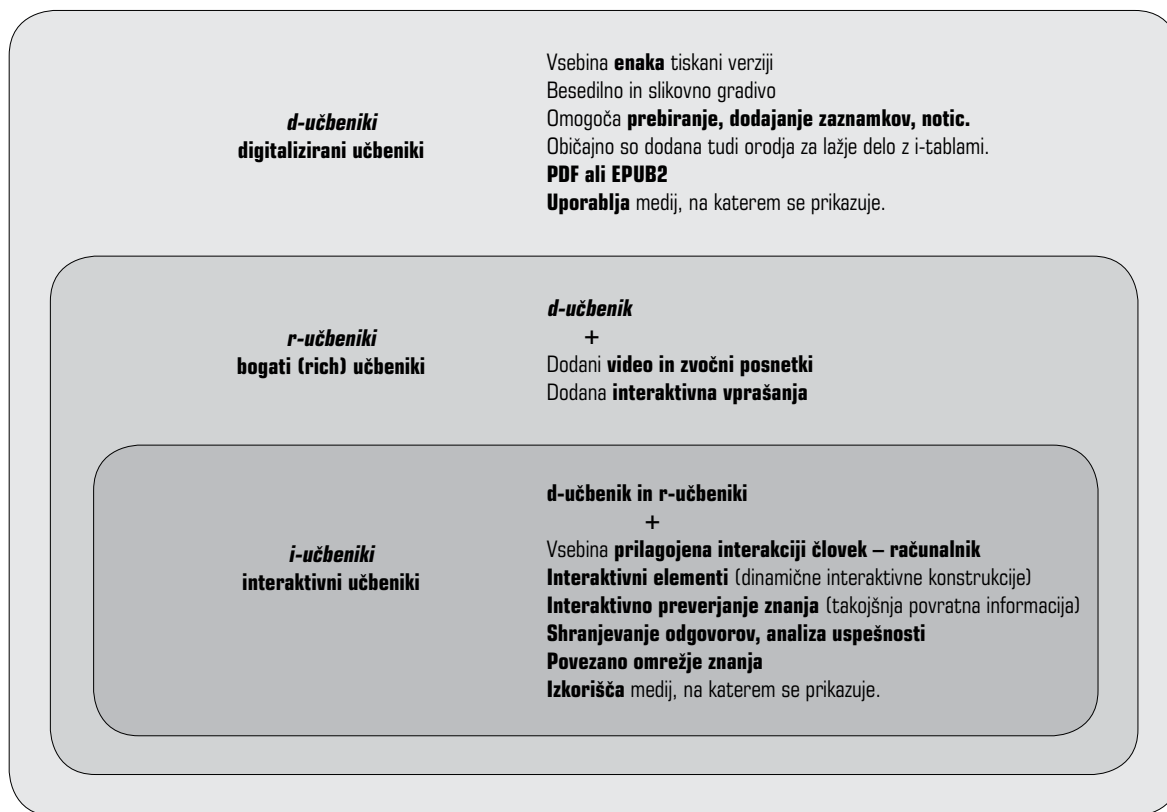 d-učbeniki
digitalizirani učbeniki
Vsebina enaka tiskani verziji
Besedilno in slikovno gradivo
Omogoča prebiranje, dodajanje zaznamkov, notic.
Običajno so dodana tudi orodja za lažje delo z i-tablami.
PDF ali EPUB2
Uporablja medij, na katerem se prikazuje.
r-učbeniki
bogati (rich) učbeniki
d-učbenik
+
Dodani video in zvočni posnetki
Dodana interaktivna vprašanja
i-učbeniki
interaktivni učbeniki
d-učbenik in r-učbeniki
+
Vsebina prilagojena interakciji človek – računalnik
Interaktivni elementi (dinamične interaktivne konstrukcije)
Interaktivno preverjanje znanja (takojšnja povratna informacija)
Shranjevanje odgovorov, analiza uspešnosti
Povezano omrežje znanja
Izkorišča medij, na katerem se prikazuje.